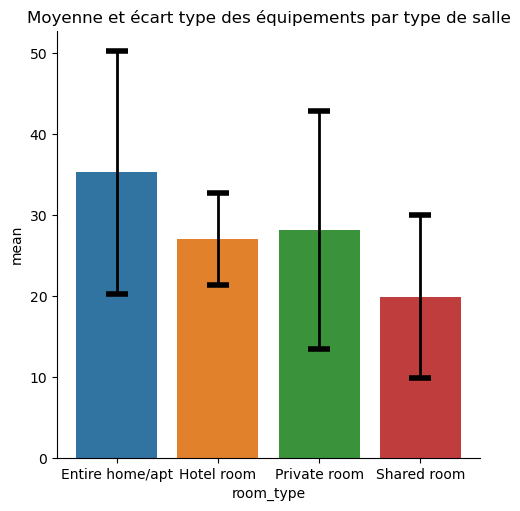 Moyenne et écart type des équipements par type de salle
50
40
30
20
10
0
mean
Entire home/apt Hotel room Private room Shared room
room_type